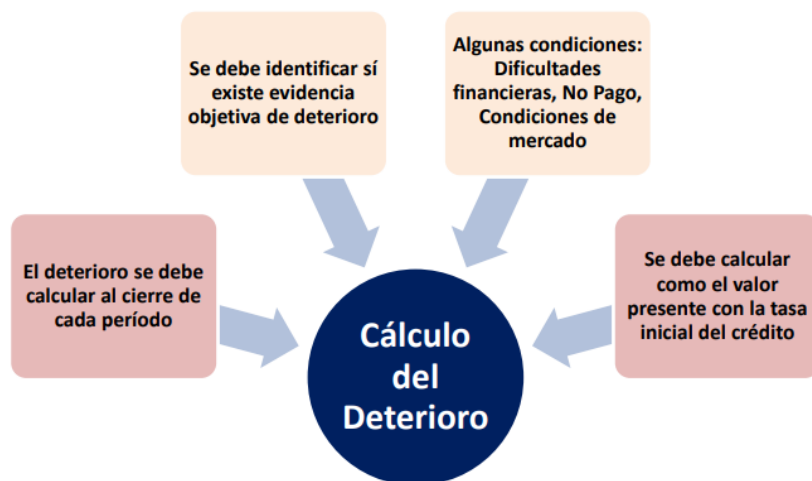 Se debe identificar sí
existe evidencia
objetiva de deterioro
Algunas condiciones:
Dificultades
financieras, No Pago,
Condiciones de
mercado
El deterioro se debe
calcular al cierre de
cada período
Se debe calcular
como el valor
presente con la tasa
inicial del crédito
Cálculo
del
Deterioro